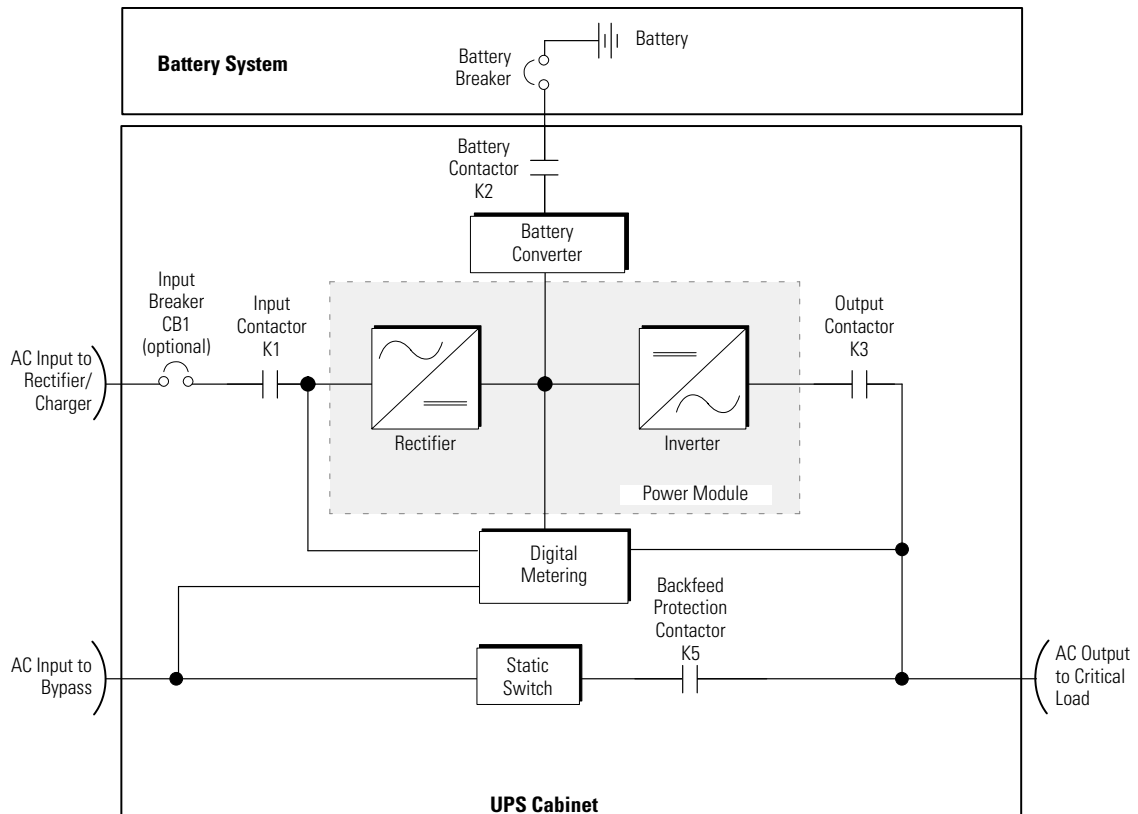 Battery System
Battery
Breaker
Battery
Battery
Contactor
K2
Battery
Converter
Input
Breaker
CB1
(optional)
Input
Contactor
K1
Output
Contactor
K3
AC Input to
Rectifier/
Charger
Rectifier
Inverter
Power Module
Digital
Metering
Backfeed
Protection
Contactor
K5
AC Input to
Bypass
Static
Switch
AC Output
to Critical
Load
UPS Cabinet